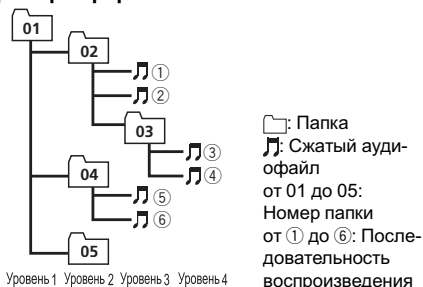 01
02
①
②
03
③
④
04
⑤
⑥
05
Уровень 1 Уровень 2 Уровень 3 Уровень 4
: Папка
: Сжатый ауди-
офайл
от 01 до 05:
Номер папки
от ① до ⑥: После-
довательность
воспроизведения